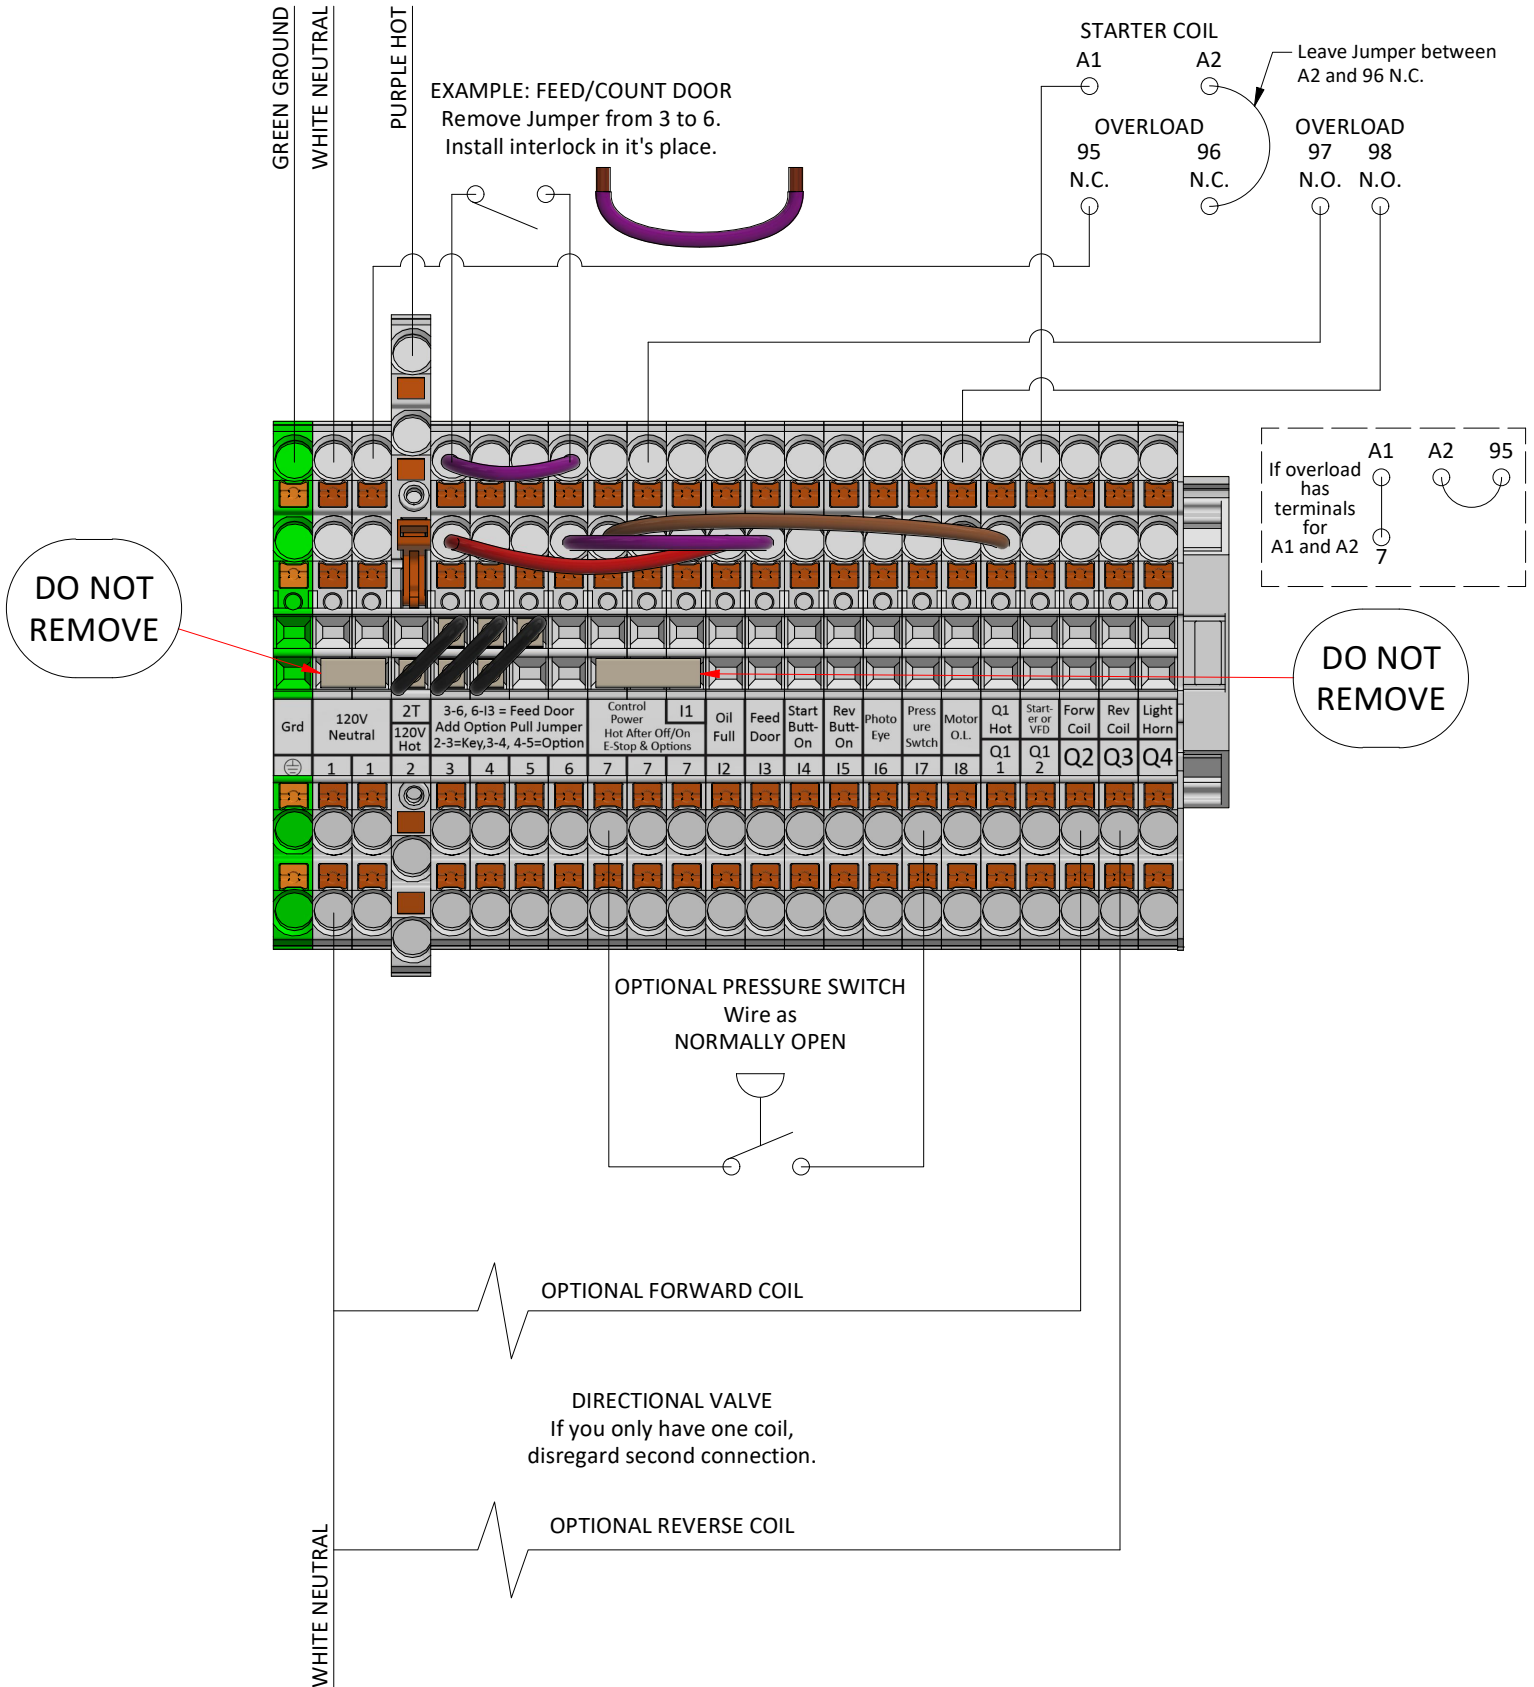 GREEN GROUND
WHITE NEUTRAL
PURPLE HOT
EXAMPLE: FEED/COUNT DOOR
Remove Jumper from 3 to 6.
Install interlock in it's place.
STARTER COIL
A1 A2
Leave Jumper between
A2 and 96 N.C.
OVERLOAD
95 96
N.C. N.C.
OVERLOAD
97 98
N.O. N.O.
If overload
has
terminals
for
A1 and A2
A1 A2 95
7
DO NOT
REMOVE
DO NOT
REMOVE
Grd
120V
Neutral
2T
120V
Hot
3-6, 6-I3 = Feed Door
Add Option Pull Jumper
2-3=Key,3-4, 4-5=Option
Control
Power
I1
Hot After Off/On
E-Stop & Options
Oil
Full
Feed
Door
Start
Butt-
On
Rev
Butt-
On
Photo
Eye
Press
ure
Swtch
Motor
O.L.
Q1
Hot
Start-
er or
VFD
Forw
Coil
Rev
Coil
Light
Horn
1 1 2 3 4 5 6 7 7 7 I2 I3 I4 I5 I6 I7 I8
Q1
1
Q1
2
Q2 Q3 Q4
OPTIONAL PRESSURE SWITCH
Wire as
NORMALLY OPEN
OPTIONAL FORWARD COIL
DIRECTIONAL VALVE
If you only have one coil,
disregard second connection.
OPTIONAL REVERSE COIL
WHITE NEUTRAL